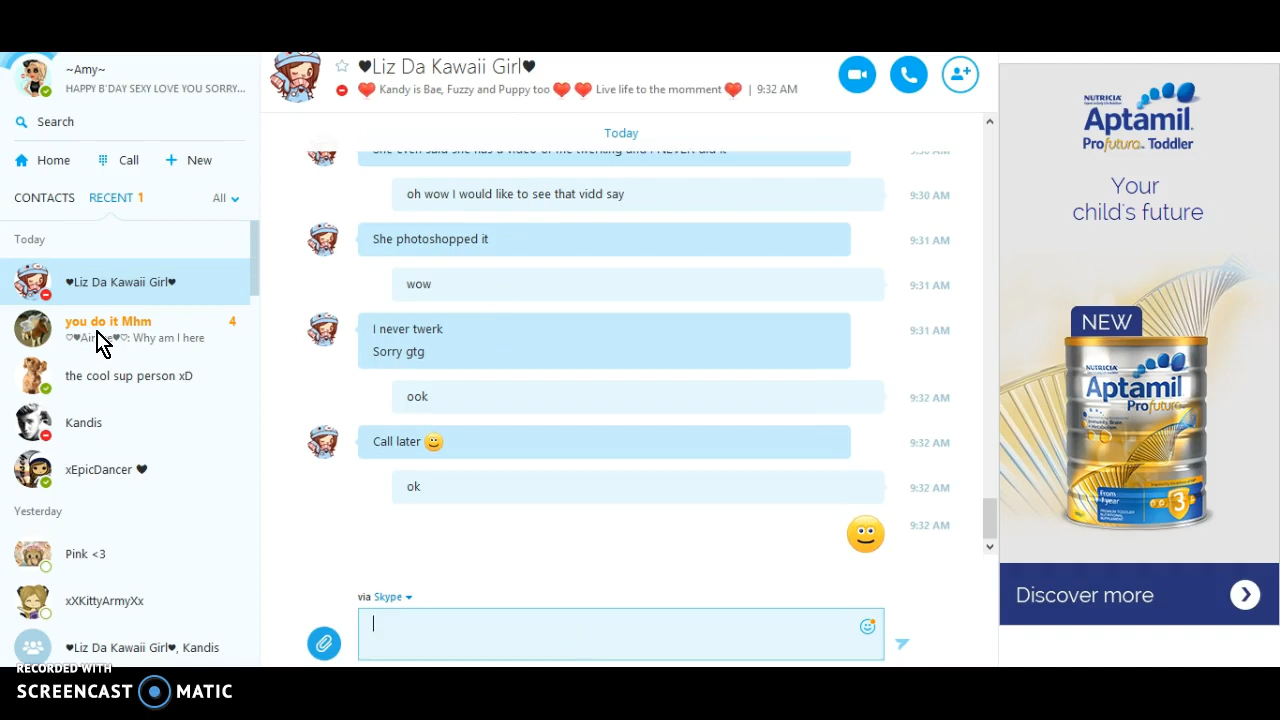 ~Amy~
HAPPY B'DAY SEXY LOVE YOU SORRY...
Search
Home Call New
CONTACTS RECENT 1 All
Today
♥Liz Da Kawaii Girl♥
you do it Mhm 4
Why am I here
the cool sup person xD
Kandis
xEpicDancer ♥
Yesterday
Pink <3
xXKittyArmyXx
♥Liz Da Kawaii Girl♥, Kandis
♥Liz Da Kawaii Girl♥
Kandy is Bae, Fuzzy and Puppy too ❤ ❤ Live life to the momment ❤ | 9:32 AM
Today
oh wow I would like to see that vidd say 9:30 AM
She photoshopped it 9:31 AM
wow 9:31 AM
I never twerk 9:31 AM
Sorry gtg
ook 9:32 AM
Call later 9:32 AM
ok 9:32 AM
9:32 AM
via Skype
NUTRICIA
Aptamil
Profutura Toddler
Your
child's future
NEW
NUTRICIA
Aptamil
Profutura
From
1 year
3
Discover more
RECORDED WITH
SCREENCAST MATIC